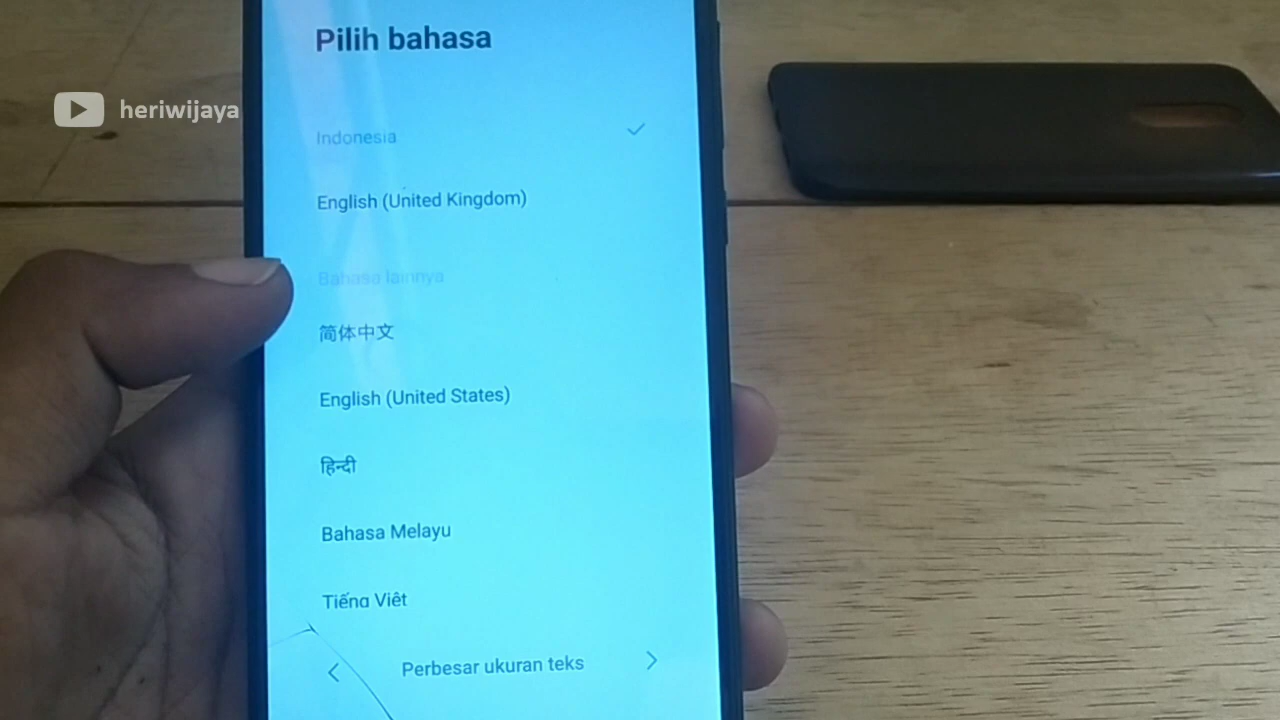 Pilih bahasa
heriwijaya
Indonesia
English (United Kingdom)
Bahasa lainnya
简体中文
English (United States)
हिन्दी
Bahasa Melayu
Tiếng Việt
Perbesar ukuran teks